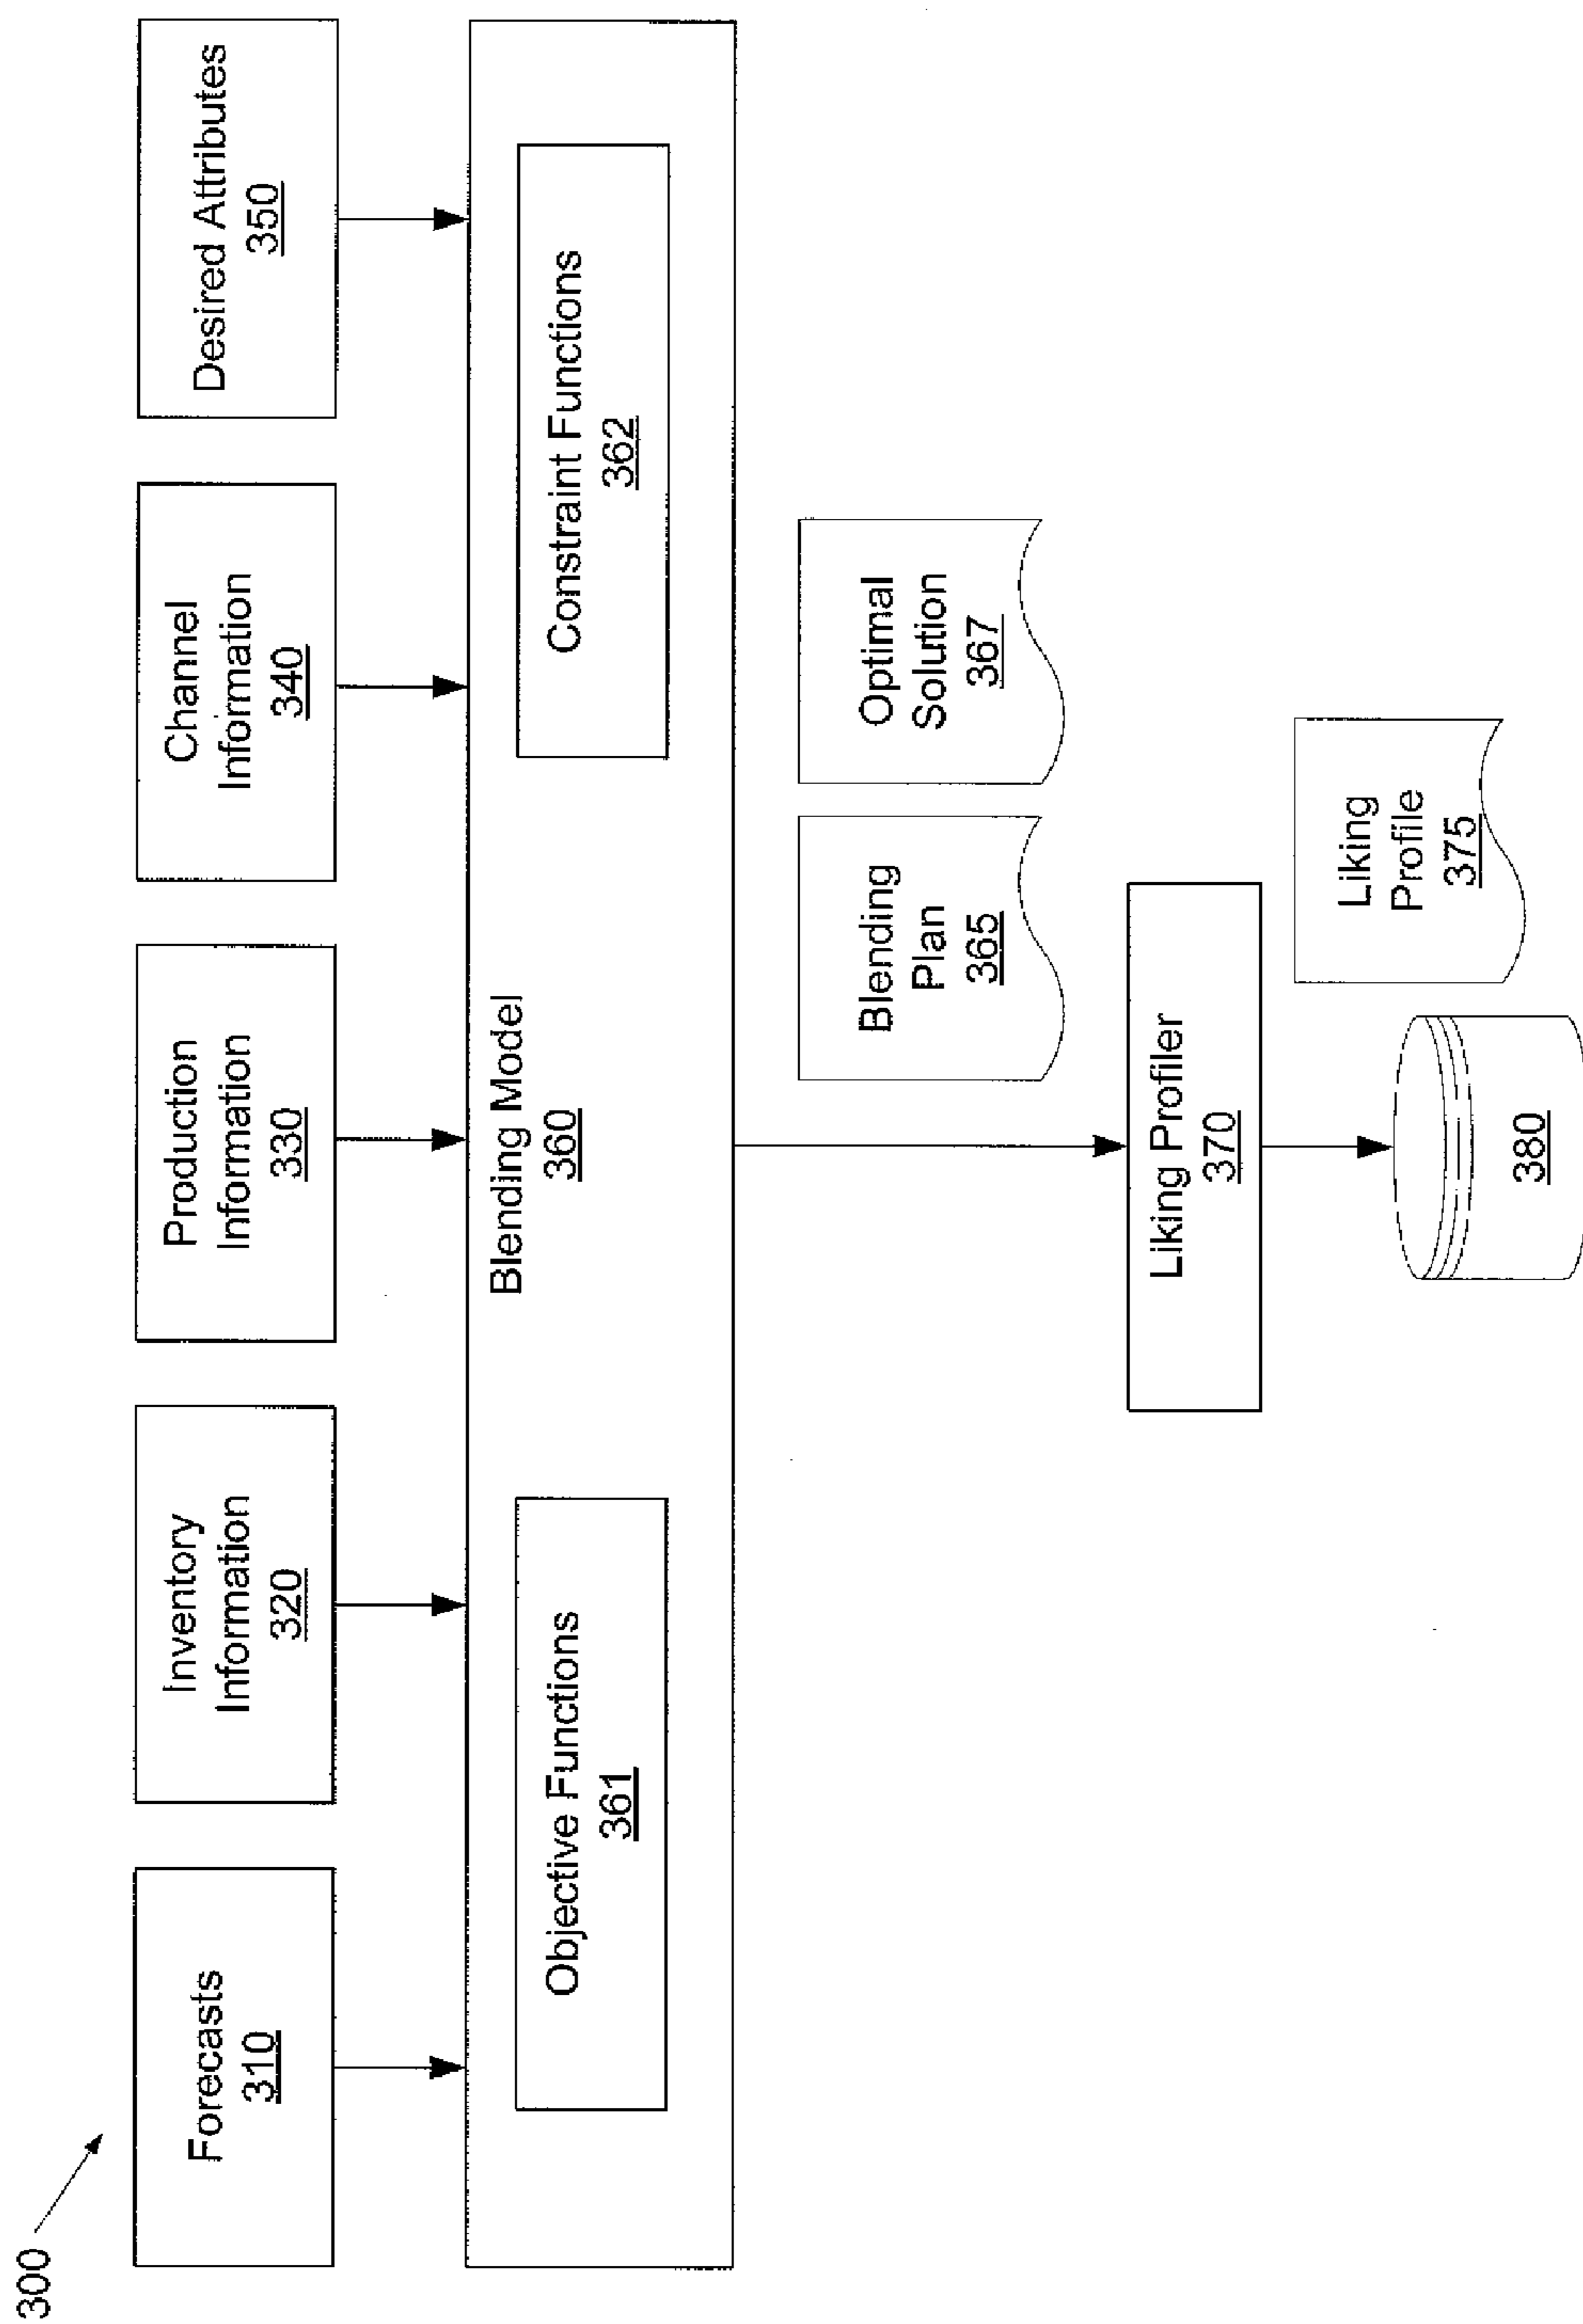 300
Forecasts
310
Inventory
Information
320
Production
Information
330
Channel
Information
340
Desired Attributes
350
Blending Model
360
Objective Functions
361
Constraint Functions
362
Blending
Plan
365
Optimal
Solution
367
Liking Profiler
370
Liking
Profile
375
380